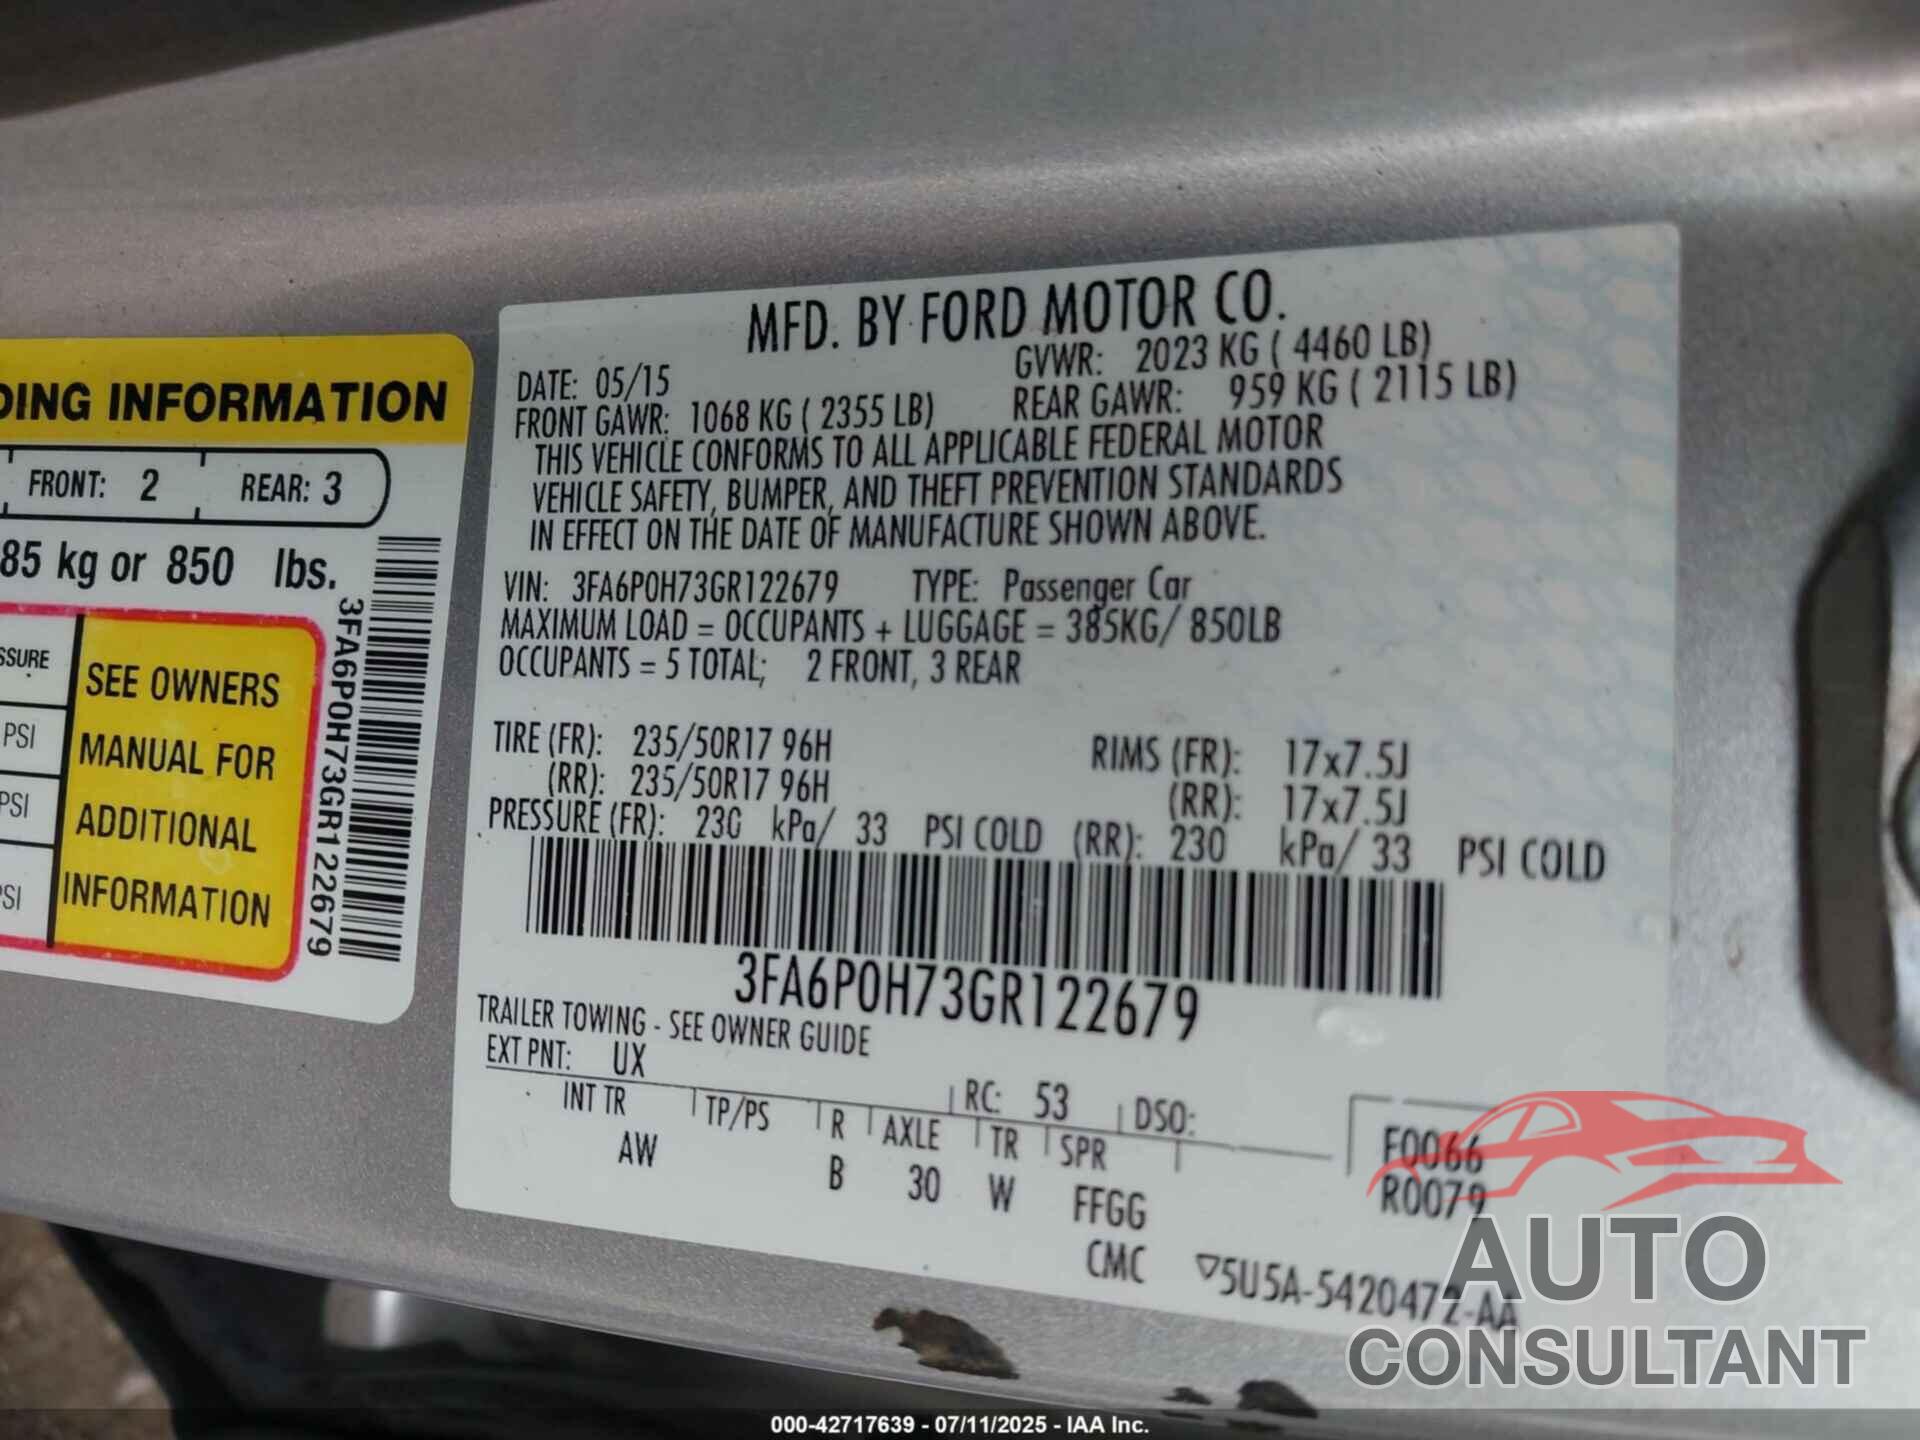 DING INFORMATION
FRONT: 2 REAR: 3
85 kg or 850 lbs.
SSURE
PSI
PSI
PSI
SEE OWNERS
MANUAL FOR
ADDITIONAL
INFORMATION
3FA6P0H73GR122679
MFD. BY FORD MOTOR CO.
DATE: 05/15 GVWR: 2023 KG ( 4460 LB)
FRONT GAWR: 1068 KG ( 2355 LB) REAR GAWR: 959 KG ( 2115 LB)
THIS VEHICLE CONFORMS TO ALL APPLICABLE FEDERAL MOTOR
VEHICLE SAFETY, BUMPER, AND THEFT PREVENTION STANDARDS
IN EFFECT ON THE DATE OF MANUFACTURE SHOWN ABOVE.
VIN: 3FA6P0H73GR122679 TYPE: Passenger Car
MAXIMUM LOAD = OCCUPANTS + LUGGAGE = 385KG/ 850LB
OCCUPANTS = 5 TOTAL; 2 FRONT, 3 REAR
TIRE (FR): 235/50R17 96H RIMS (FR): 17x7.5J
(RR): 235/50R17 96H (RR): 17x7.5J
PRESSURE (FR): 230 kPa/ 33 PSI COLD (RR): 230 kPa/ 33 PSI COLD
3FA6P0H73GR122679
TRAILER TOWING - SEE OWNER GUIDE
EXT PNT: UX RC: 53 DSO:
INT TR TP/PS R AXLE TR SPR
AW B 30 W FFGG
CMC
F0066
R0079
▽5U5A-5420472-AA
AUTO
CONSULTANT
000-42717639 - 07/11/2025 - IAA Inc.